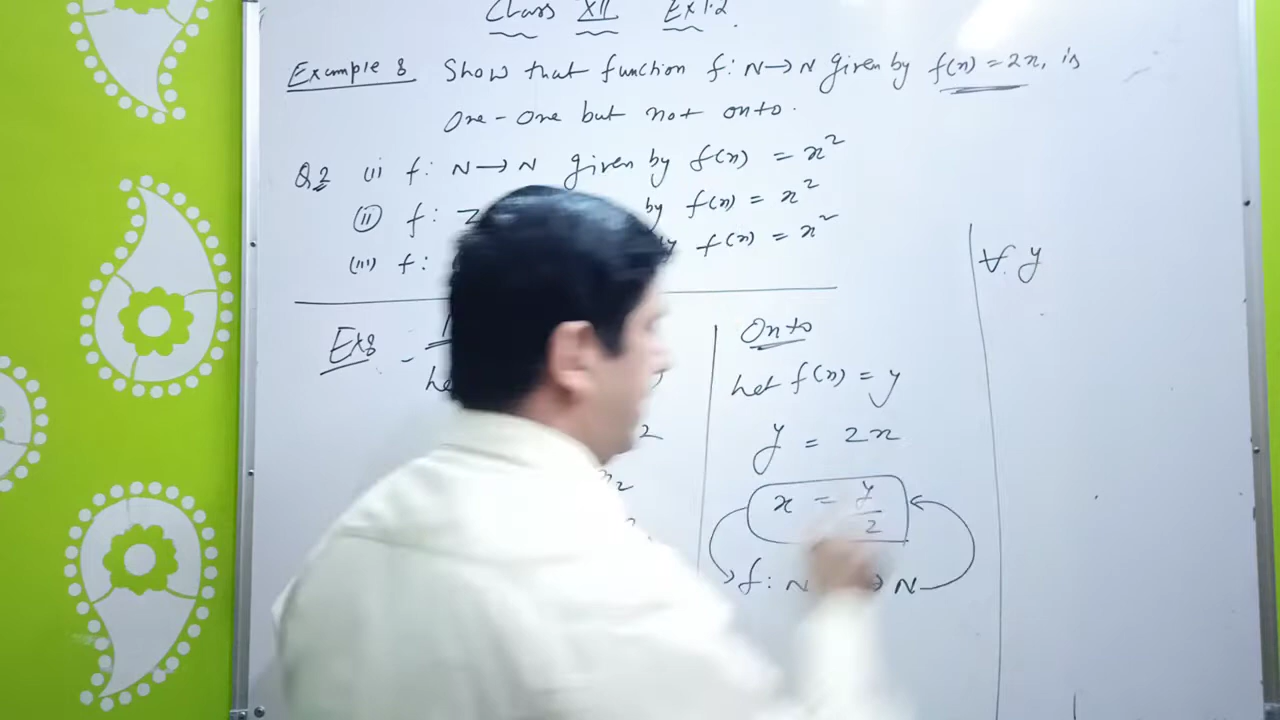 Class XII Ex 1.2
Example 8 Show that function f: N→N given by f(x) = 2x, is
one-one but not onto.
Q2 (i) f: N→N given by f(x) = x²
(ii) f: Z by f(x) = x²
(iii) f: f(x) = x²
Ex8
Onto
Let f(x) = y
y = 2x
x = y/2
f: N → N
∀ y